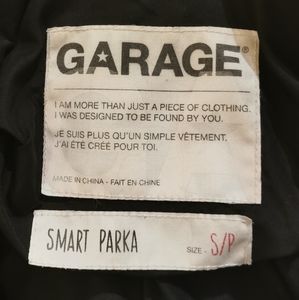 GARAGE®
I AM MORE THAN JUST A PIECE OF CLOTHING.
I WAS DESIGNED TO BE FOUND BY YOU.
JE SUIS PLUS QU'UN SIMPLE VÊTEMENT.
J'AI ÉTÉ CRÉÉ POUR TOI.
MADE IN CHINA - FAIT EN CHINE
SMART PARKA SIZE - S/P